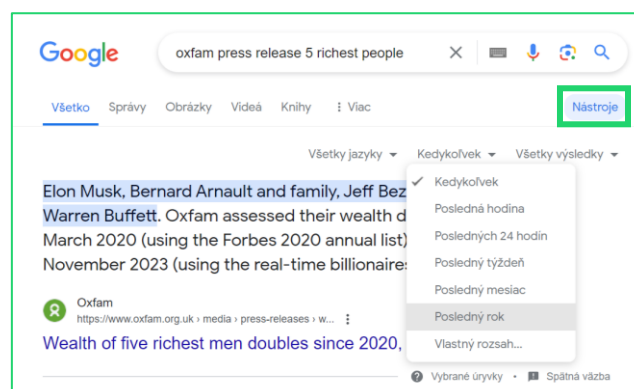 Google
oxfam press release 5 richest people
Všetko Správy Obrázky Videá Knihy Viac Nástroje
Všetky jazyky Kedykoľvek Všetky výsledky
Elon Musk, Bernard Arnault and family, Jeff Bez
Warren Buffett. Oxfam assessed their wealth d
March 2020 (using the Forbes 2020 annual list)
November 2023 (using the real-time billionaire
Kedykoľvek
Posledná hodina
Posledných 24 hodín
Posledný týždeň
Posledný mesiac
Posledný rok
Vlastný rozsah...
Oxfam
https://www.oxfam.org.uk › media › press-releases › w...
Wealth of five richest men doubles since 2020,
Vybrané úryvky • Spätná väzba